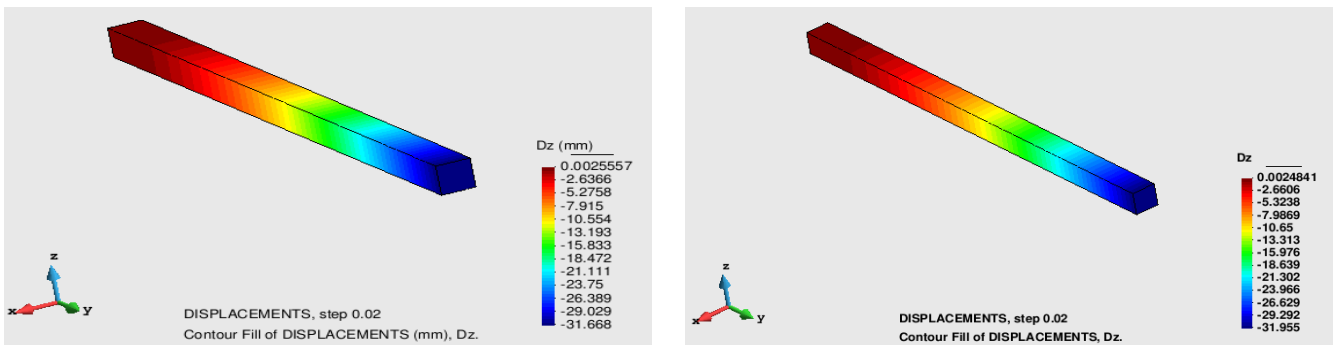 Dz (mm)
0.0025557
-2.6366
-5.2758
-7.915
-10.554
-13.193
-15.833
-18.472
-21.111
-23.75
-26.389
-29.029
-31.668
z
x
y
DISPLACEMENTS, step 0.02
Contour Fill of DISPLACEMENTS (mm), Dz.
Dz
0.0024841
-2.6606
-5.3238
-7.9869
-10.65
-13.313
-15.976
-18.639
-21.302
-23.966
-26.629
-29.292
-31.955
z
x
y
DISPLACEMENTS, step 0.02
Contour Fill of DISPLACEMENTS, Dz.